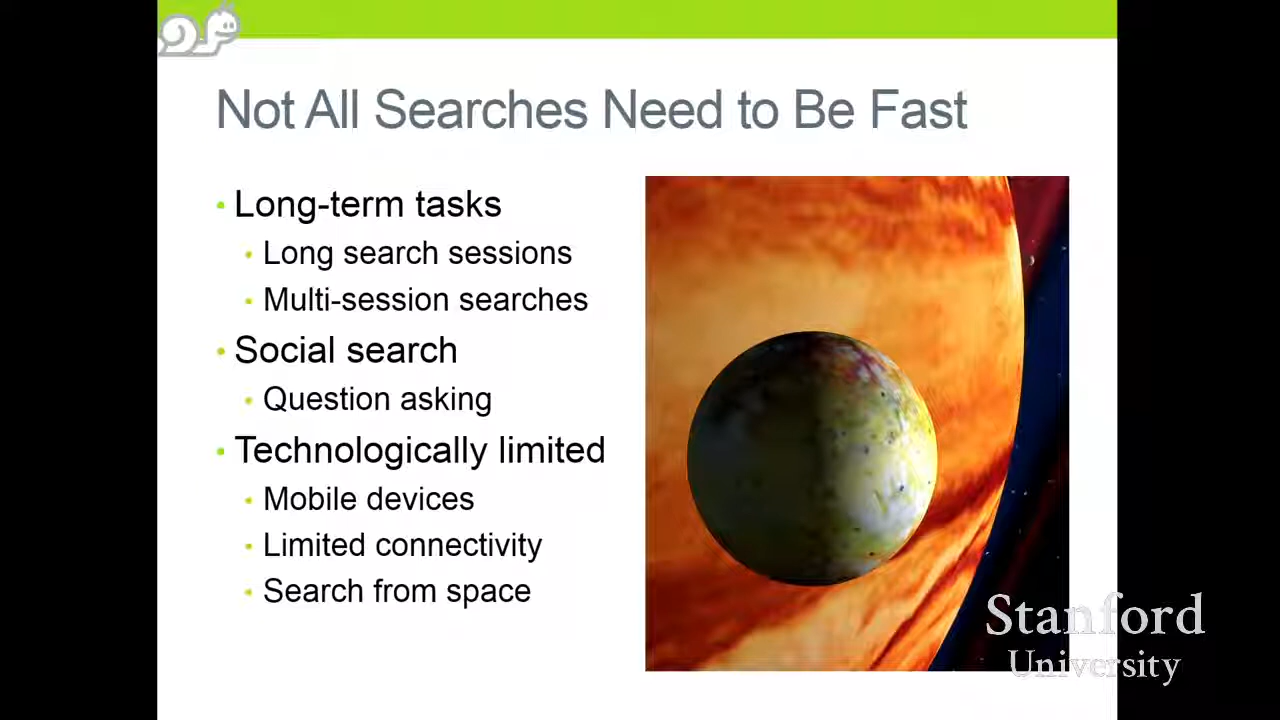 Not All Searches Need to Be Fast
Long-term tasks
Long search sessions
Multi-session searches
Social search
Question asking
Technologically limited
Mobile devices
Limited connectivity
Search from space
Stanford
University